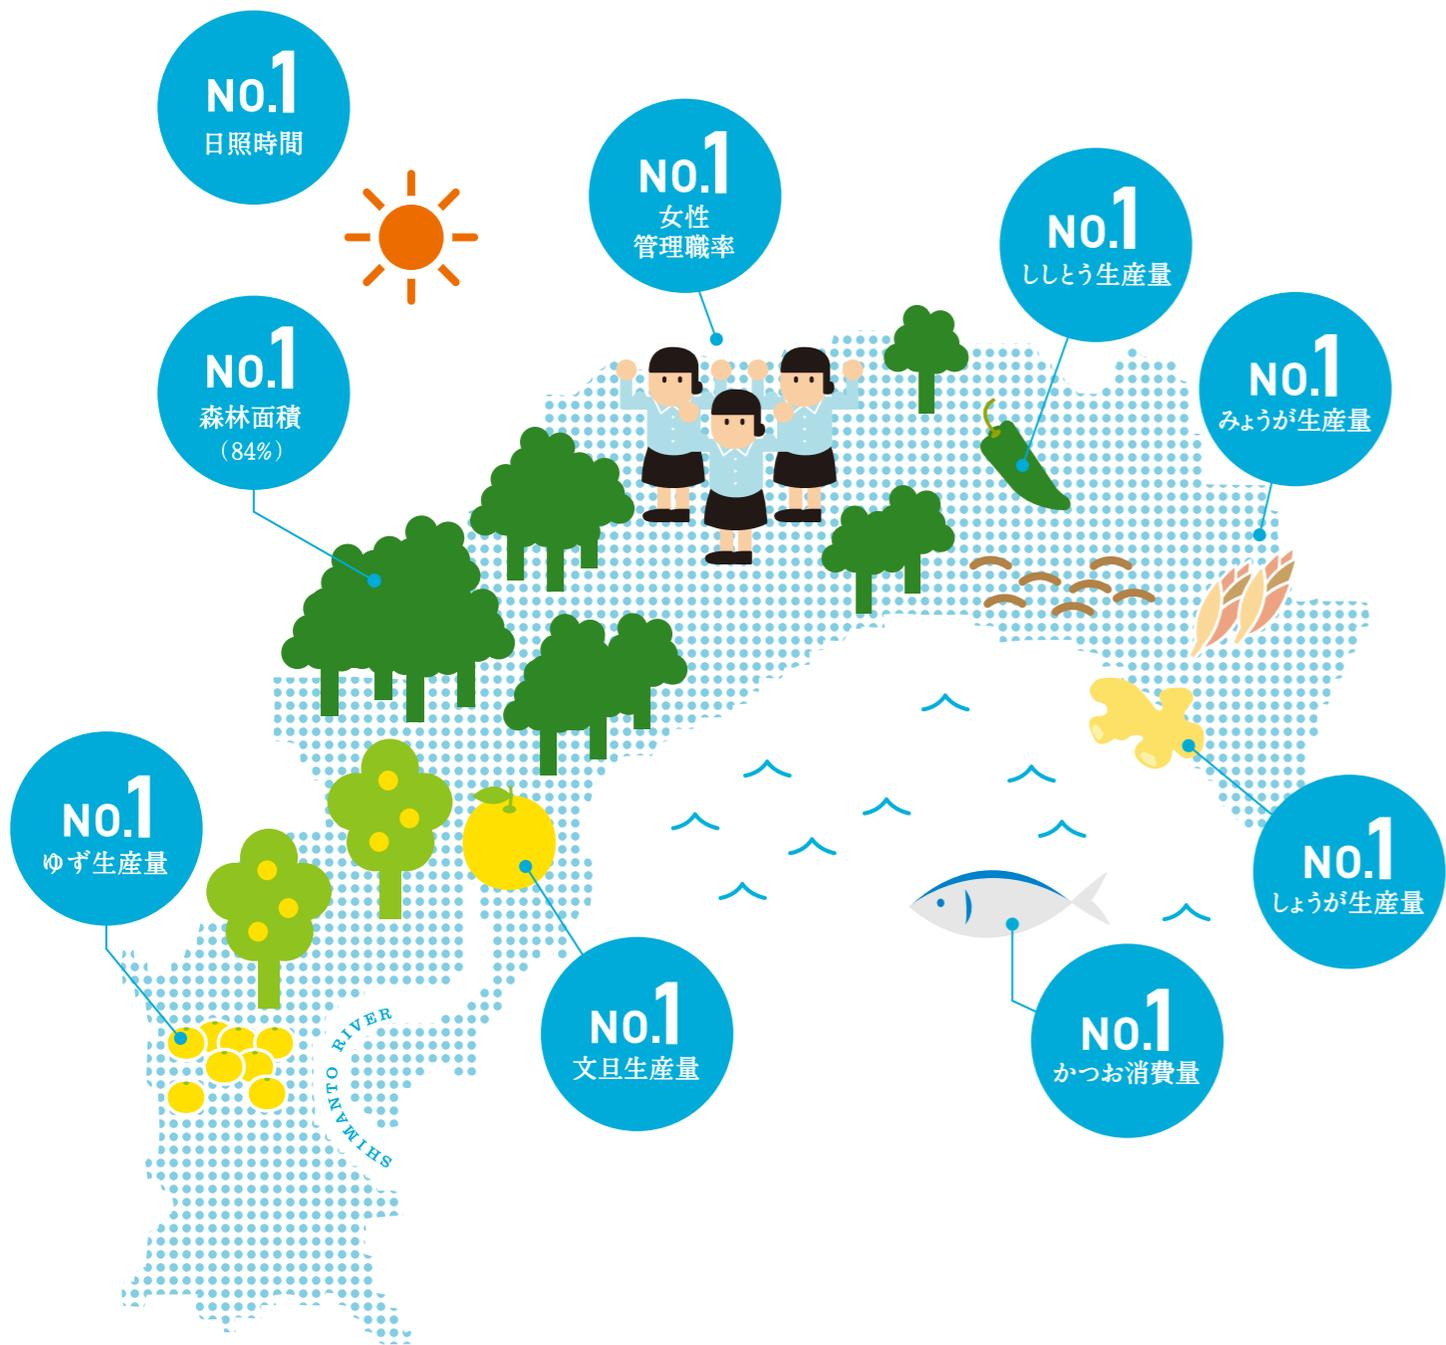 NO.1
日照時間
NO.1
女性
管理職率
NO.1
ししとう生産量
NO.1
みょうが生産量
NO.1
森林面積
(84%)
NO.1
ゆず生産量
NO.1
しょうが生産量
NO.1
文旦生産量
NO.1
かつお消費量
SHIMANTO RIVER